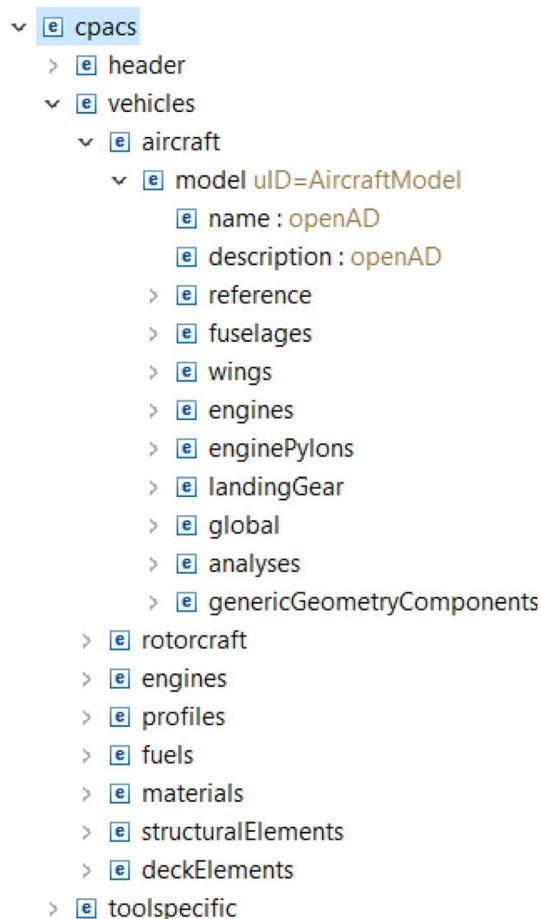 cpacs
header
vehicles
aircraft
model uID=AircraftModel
name : openAD
description : openAD
reference
fuselages
wings
engines
enginePylons
landingGear
global
analyses
genericGeometryComponents
rotorcraft
engines
profiles
fuels
materials
structuralElements
deckElements
toolspecific